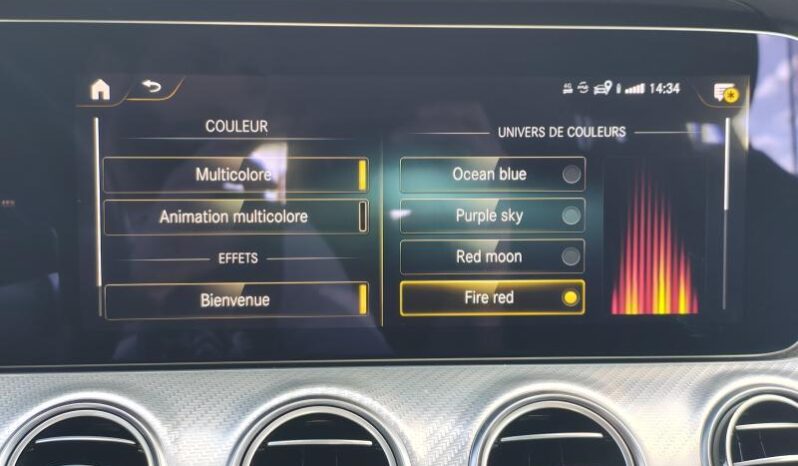 14:34
COULEUR
Multicolore
Animation multicolore
EFFETS
Bienvenue
UNIVERS DE COULEURS
Ocean blue
Purple sky
Red moon
Fire red